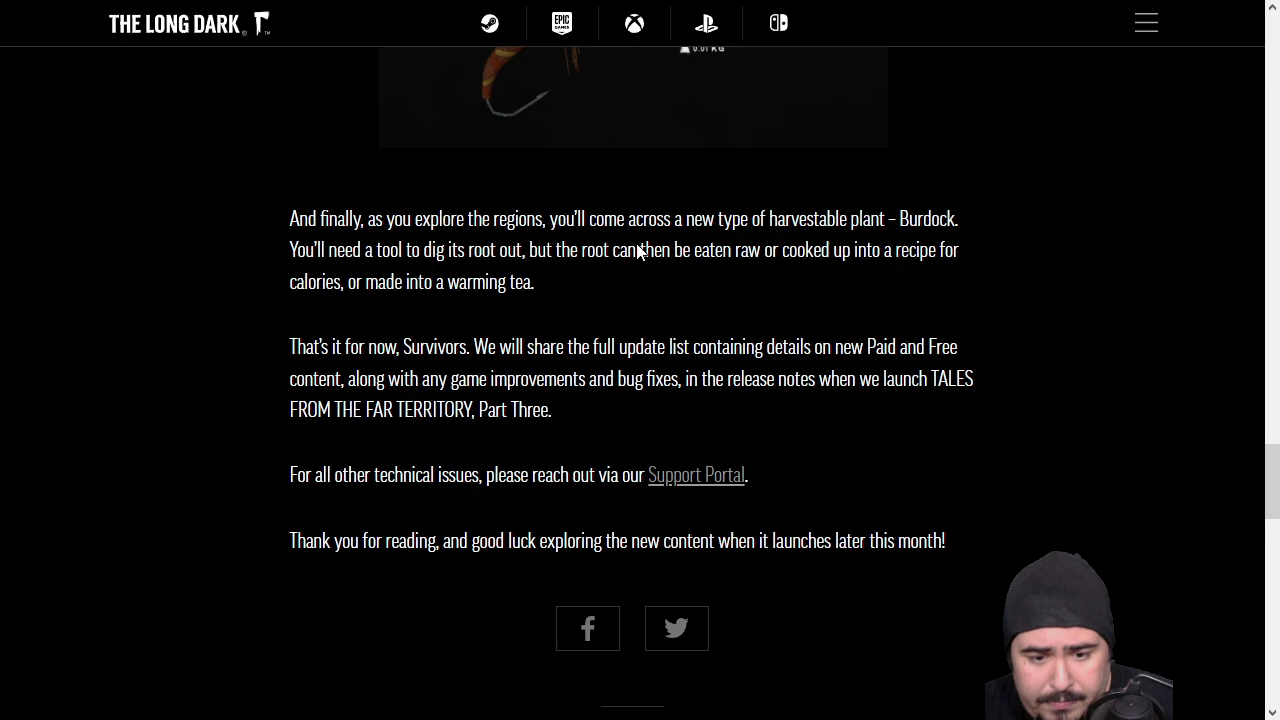 THE LONG DARK
EPIC
GAMES
0.01 KG
And finally, as you explore the regions, you'll come across a new type of harvestable plant – Burdock.
You'll need a tool to dig its root out, but the root can then be eaten raw or cooked up into a recipe for
calories, or made into a warming tea.
That's it for now, Survivors. We will share the full update list containing details on new Paid and Free
content, along with any game improvements and bug fixes, in the release notes when we launch TALES
FROM THE FAR TERRITORY, Part Three.
For all other technical issues, please reach out via our Support Portal.
Thank you for reading, and good luck exploring the new content when it launches later this month!